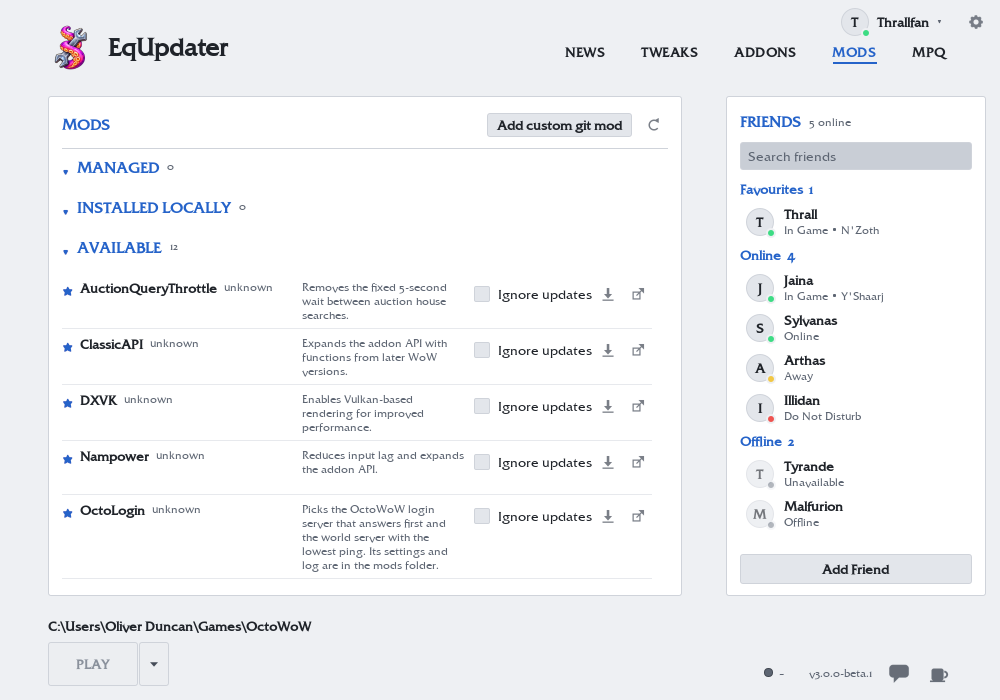 T Thrallfan
EqUpdater
NEWS TWEAKS ADDONS MODS MPQ
MODS
Add custom git mod
MANAGED 0
INSTALLED LOCALLY 0
AVAILABLE 12
AuctionQueryThrottle unknown
Removes the fixed 5-second
wait between auction house
searches.
Ignore updates
ClassicAPI unknown
Expands the addon API with
functions from later WoW
versions.
Ignore updates
DXVK unknown
Enables Vulkan-based
rendering for improved
performance.
Ignore updates
Nampower unknown
Reduces input lag and expands
the addon API.
Ignore updates
OctoLogin unknown
Picks the OctoWoW login
server that answers first and
the world server with the
lowest ping. Its settings and
log are in the mods folder.
Ignore updates
FRIENDS 5 online
Search friends
Favourites 1
T Thrall
In Game • N'Zoth
Online 4
J Jaina
In Game • Y'Shaarj
S Sylvanas
Online
A Arthas
Away
I Illidan
Do Not Disturb
Offline 2
T Tyrande
Unavailable
M Malfurion
Offline
Add Friend
C:\Users\Oliver Duncan\Games\OctoWoW
PLAY
– v3.0.0-beta.1